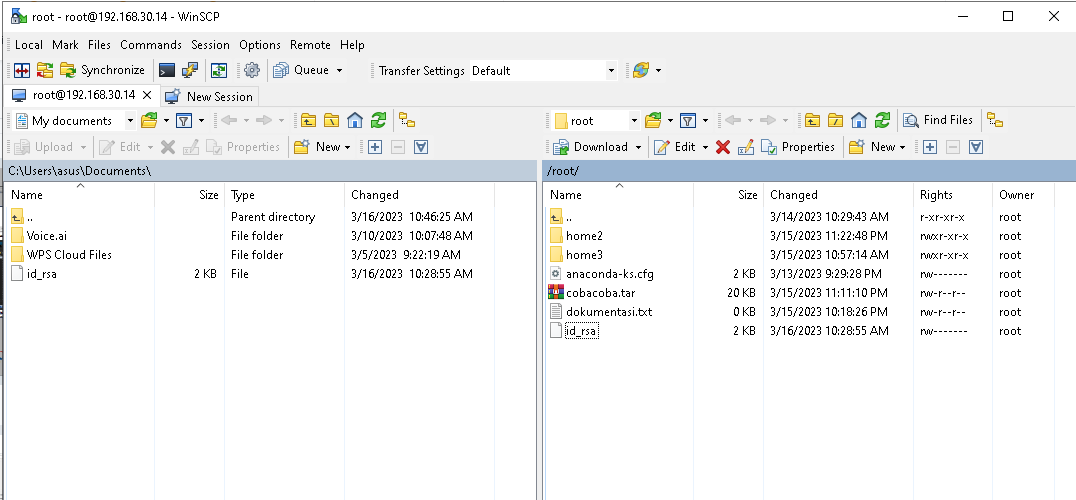 root - root@192.168.30.14 - WinSCP
Local Mark Files Commands Session Options Remote Help
Synchronize Queue Transfer Settings Default
root@192.168.30.14 New Session
My documents root Find Files
Upload Edit Properties New Download Edit Properties New
C:\Users\asus\Documents\ /root/
Name Size Type Changed Name Size Changed Rights Owner
.. Parent directory 3/16/2023 10:46:25 AM .. 3/14/2023 10:29:43 AM r-xr-xr-x root
Voice.ai File folder 3/10/2023 10:07:48 AM home2 3/15/2023 11:22:48 PM rwxr-xr-x root
WPS Cloud Files File folder 3/5/2023 9:22:19 AM home3 3/15/2023 10:57:14 AM rwxr-xr-x root
id_rsa 2 KB File 3/16/2023 10:28:55 AM anaconda-ks.cfg 2 KB 3/13/2023 9:29:28 PM rw------- root
cobacoba.tar 20 KB 3/15/2023 11:11:10 PM rw-r--r-- root
dokumentasi.txt 0 KB 3/15/2023 10:18:26 PM rw-r--r-- root
id_rsa 2 KB 3/16/2023 10:28:55 AM rw------- root